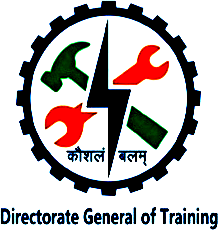 कौशलं बलम्
Directorate General of Training